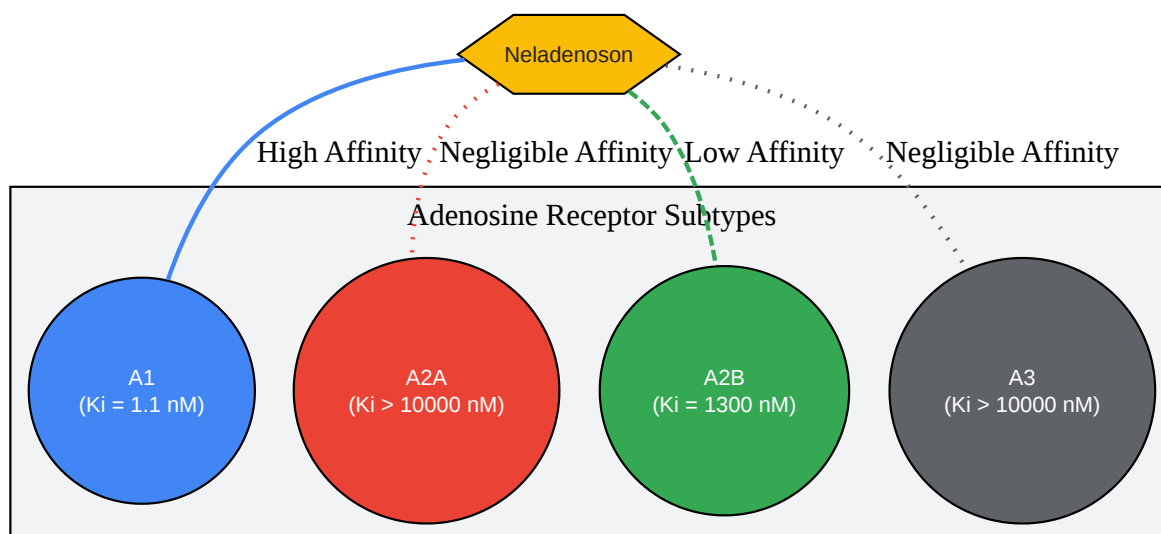 Neladenoson
High Affinity
Negligible Affinity
Low Affinity
Negligible Affinity
Adenosine Receptor Subtypes
A1
(Ki = 1.1 nM)
A2A
(Ki > 10000 nM)
A2B
(Ki = 1300 nM)
A3
(Ki > 10000 nM)